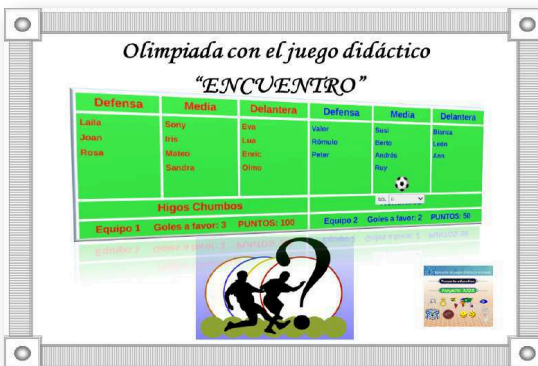 Olimpiada con el juego didáctico
“ENCUENTRO”
Defensa Media Delantera Defensa Media Delantera
Laila Sony Eva Valor Susi Blanca
Joan Iris Lua Rómulo Berto León
Rosa Mateo Enric Peter Andrés Ann
Sandra Olmo Ruy
Higos Chumbos
Equipo 1 Goles a favor: 3 PUNTOS: 100 Equipo 2 Goles a favor: 2 PUNTOS: 50